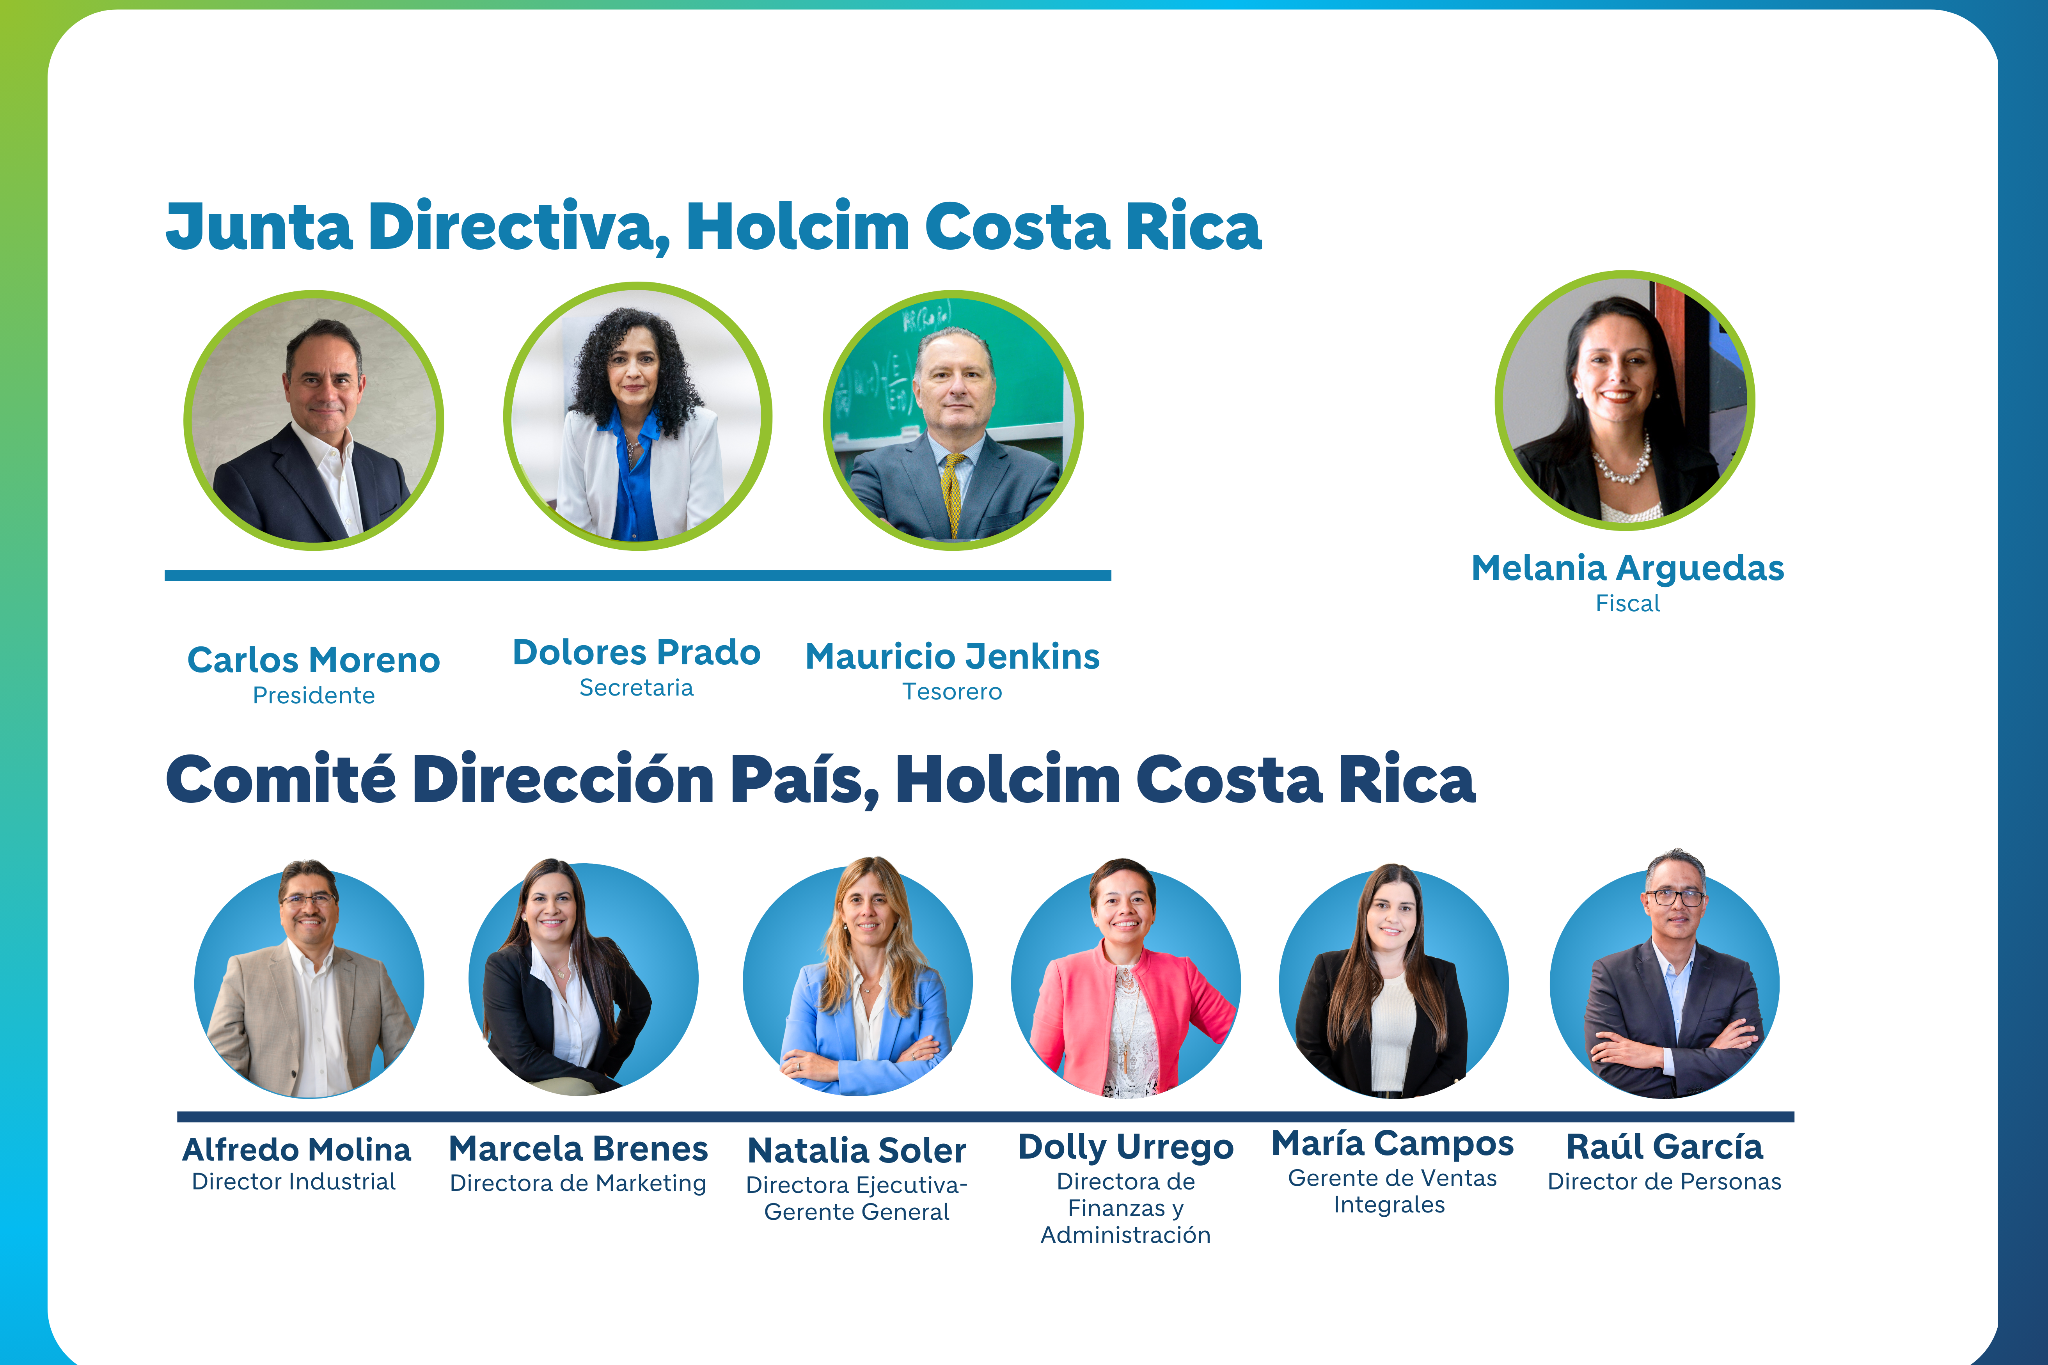 Junta Directiva, Holcim Costa Rica
Carlos Moreno
Presidente
Dolores Prado
Secretaria
Mauricio Jenkins
Tesorero
Melania Arguedas
Fiscal
Comité Dirección País, Holcim Costa Rica
Alfredo Molina
Director Industrial
Marcela Brenes
Directora de Marketing
Natalia Soler
Directora Ejecutiva-
Gerente General
Dolly Urrego
Directora de
Finanzas y
Administración
María Campos
Gerente de Ventas
Integrales
Raúl García
Director de Personas